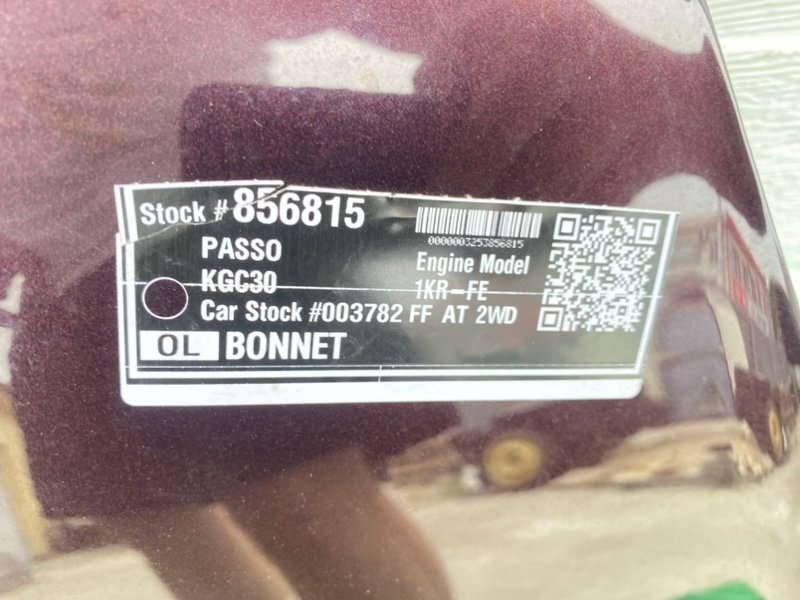 Stock # 856815
0000003253856815
PASSO
Engine Model
KGC30
1KR-FE
Car Stock #003782 FF AT 2WD
OL BONNET